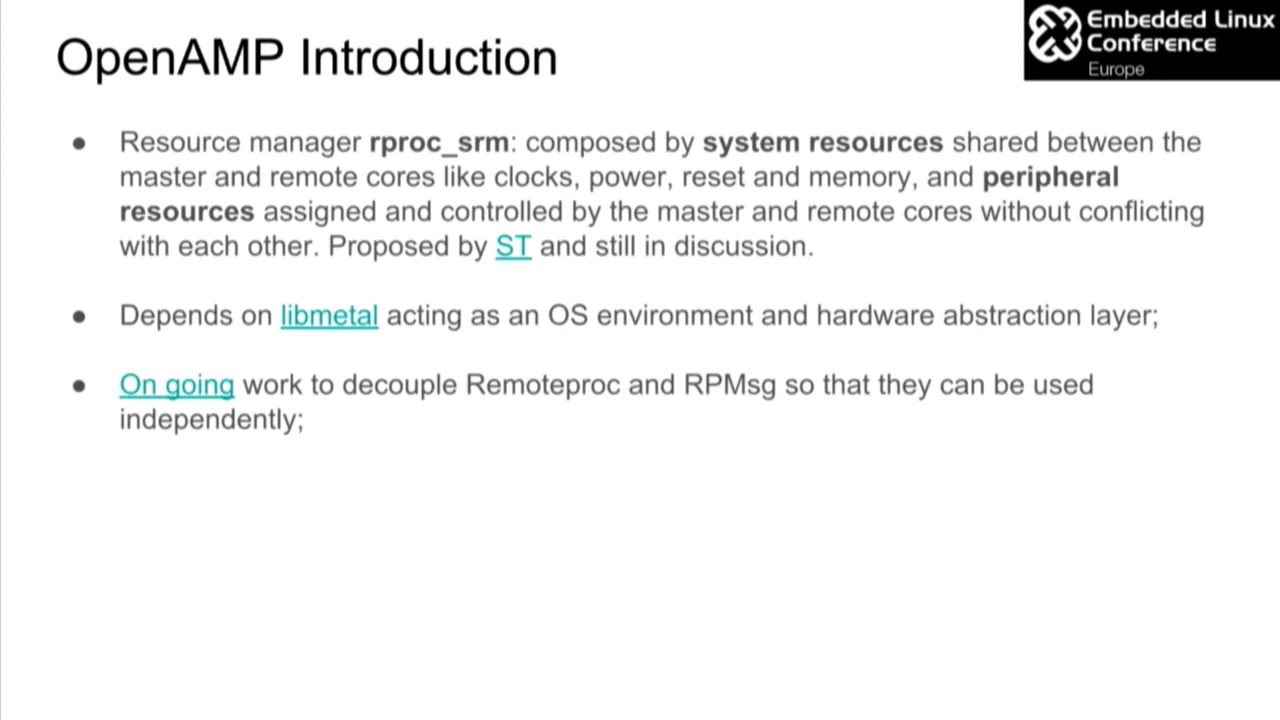 OpenAMP Introduction
Embedded Linux
Conference
Europe
● Resource manager rproc_srm: composed by system resources shared between the
master and remote cores like clocks, power, reset and memory, and peripheral
resources assigned and controlled by the master and remote cores without conflicting
with each other. Proposed by ST and still in discussion.
● Depends on libmetal acting as an OS environment and hardware abstraction layer;
● On going work to decouple Remoteproc and RPMsg so that they can be used
independently;